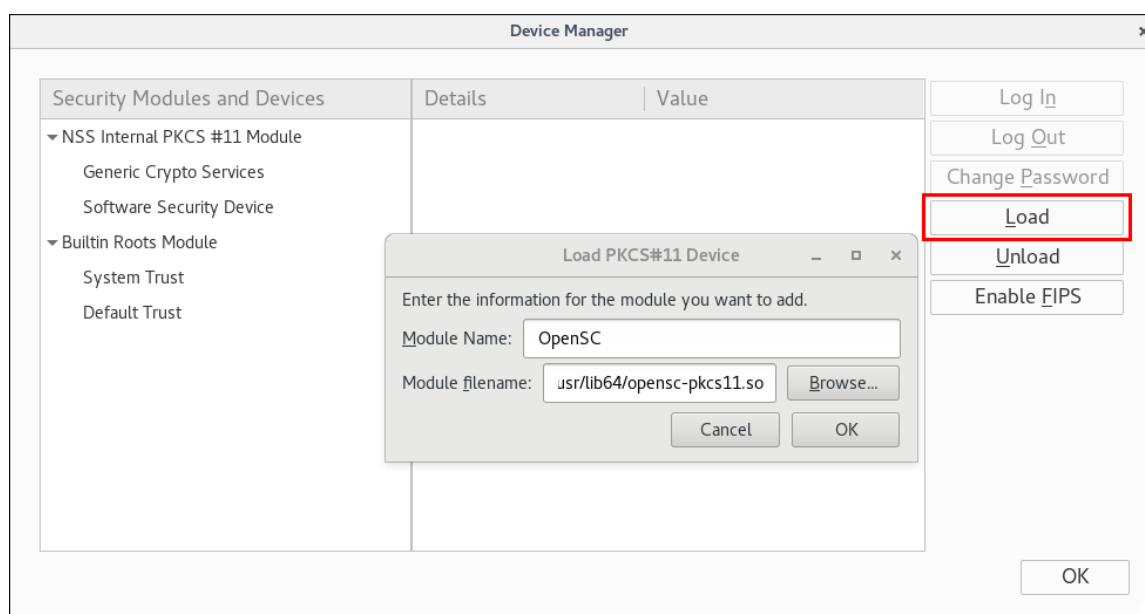 Device Manager
Security Modules and Devices
Details
Value
NSS Internal PKCS #11 Module
Generic Crypto Services
Software Security Device
Builtin Roots Module
System Trust
Default Trust
Log In
Log Out
Change Password
Load
Unload
Enable FIPS
Load PKCS#11 Device
Enter the information for the module you want to add.
Module Name: OpenSC
Module filename: usr/lib64/opensc-pkcs11.so Browse...
Cancel OK
OK